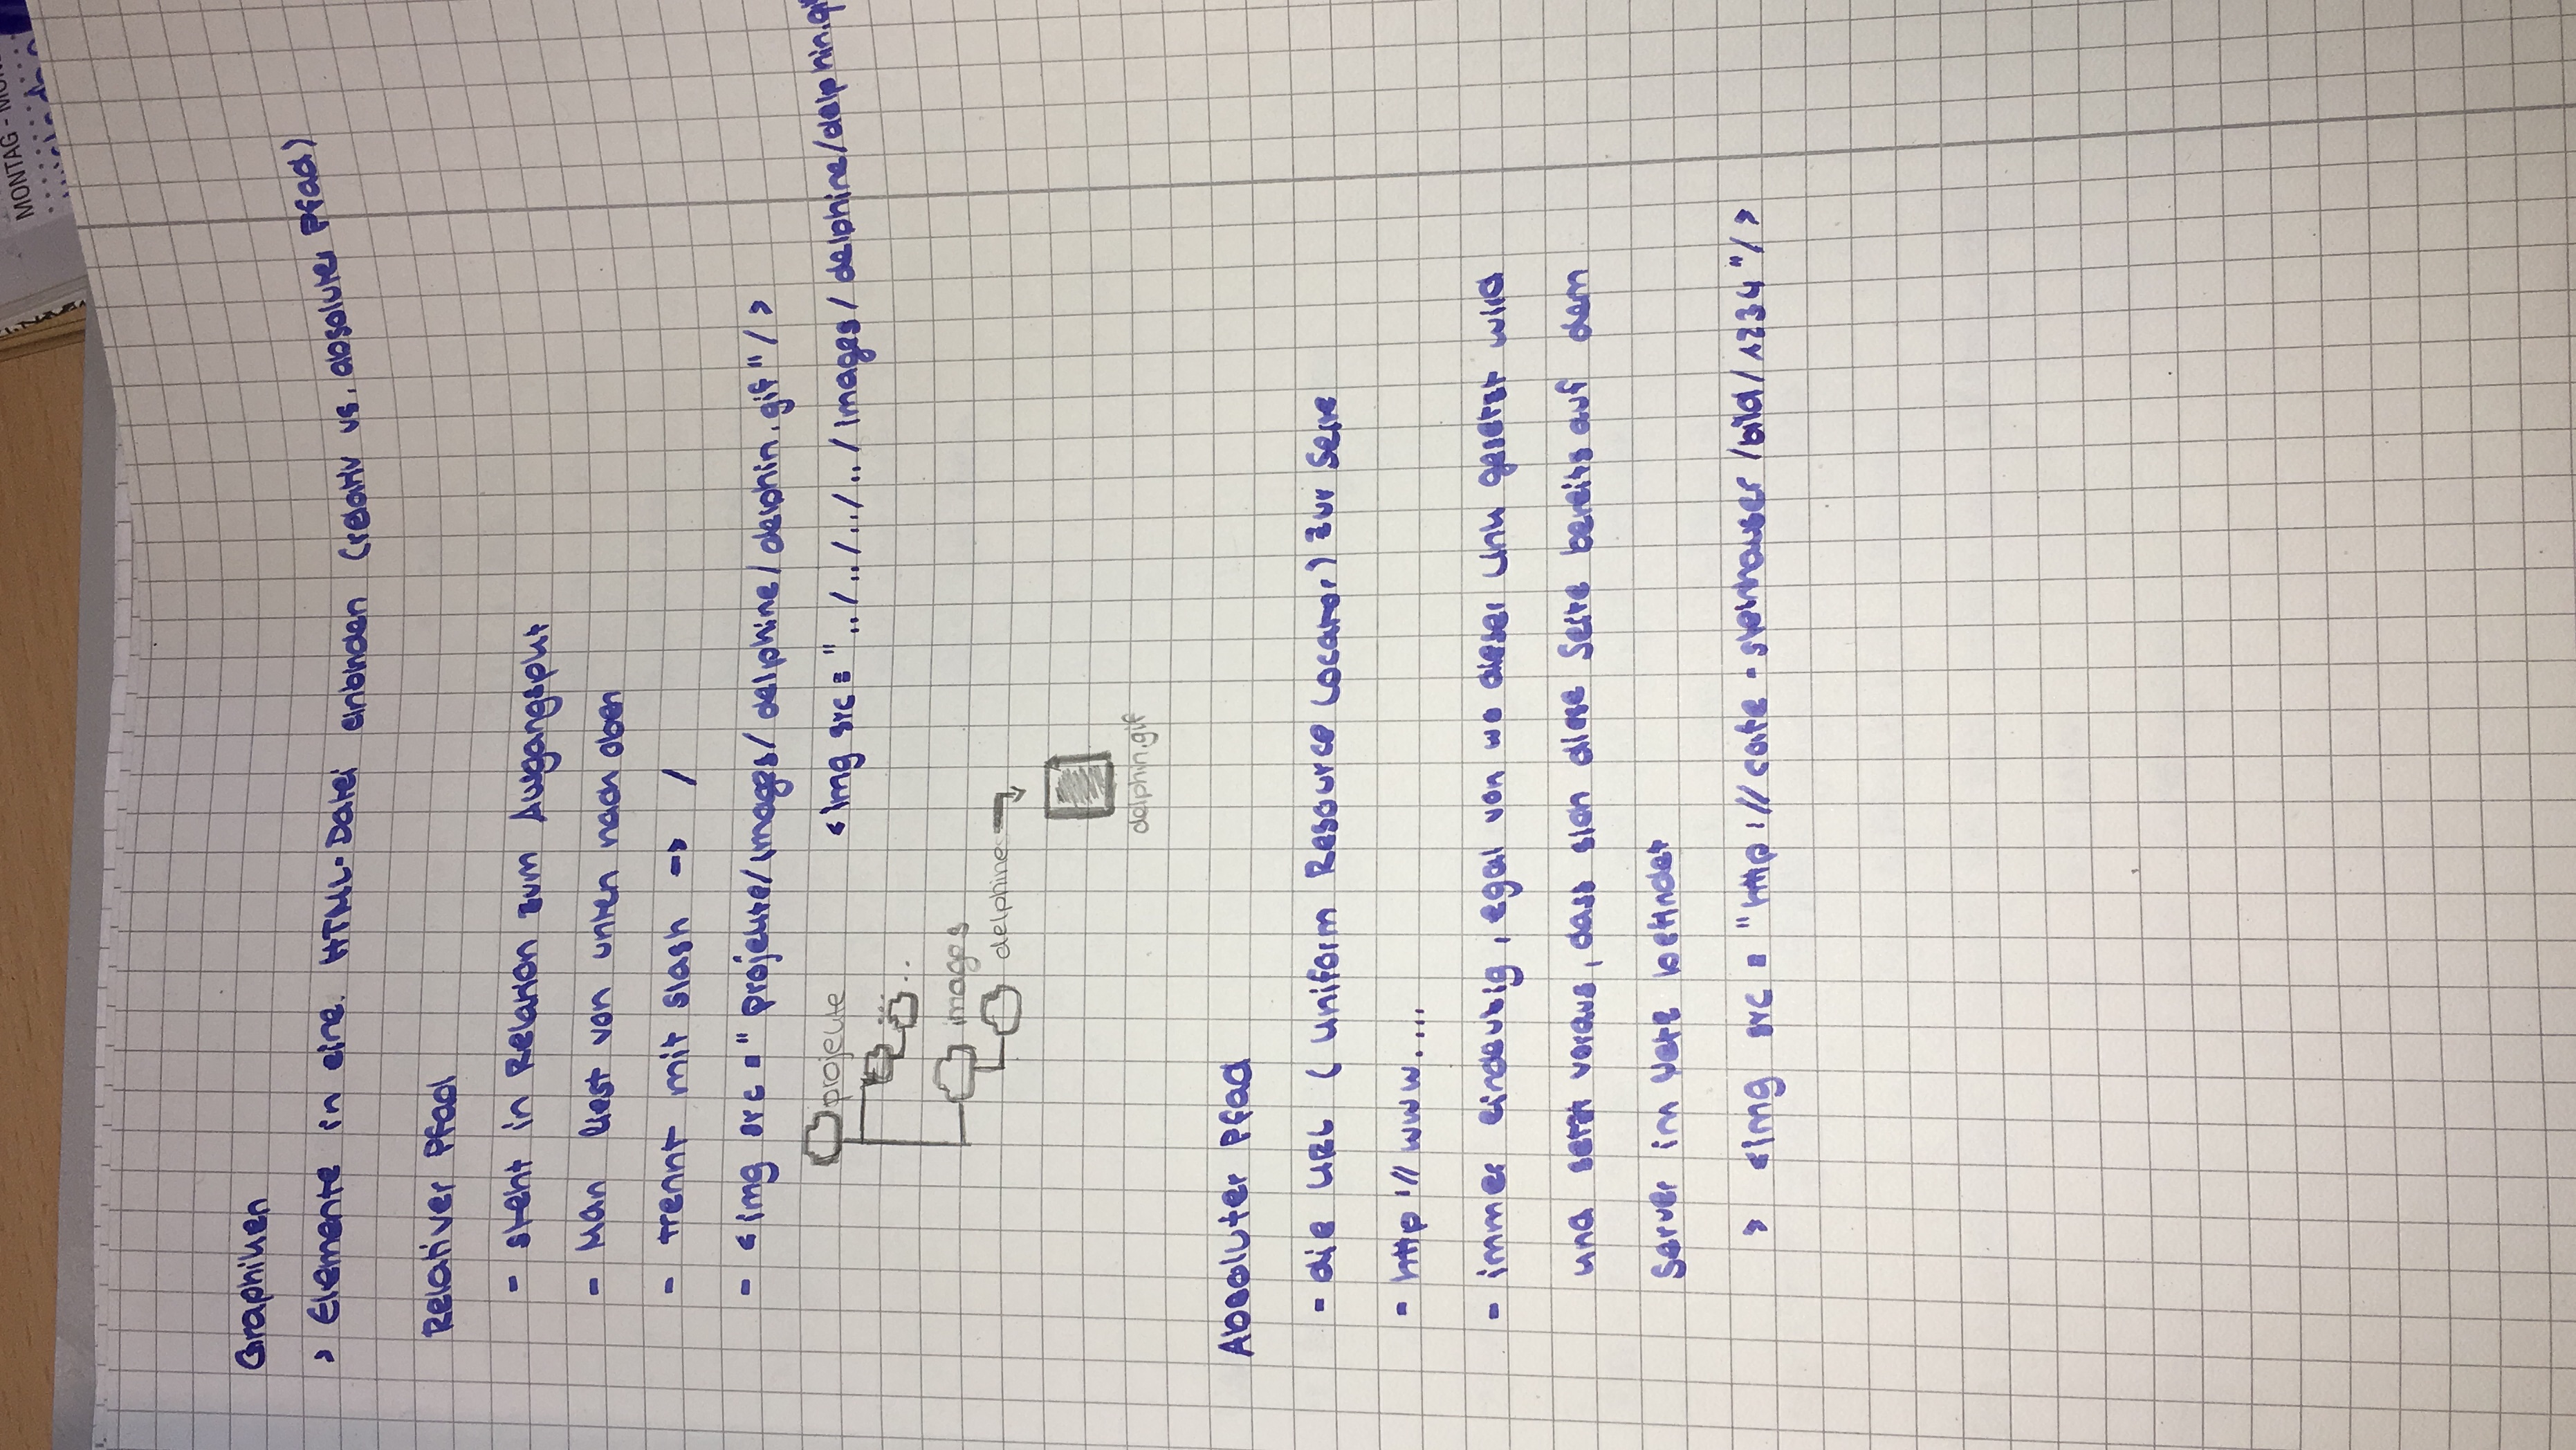 MONTAG - MON
Graphiken
> Elemente in eine HTML-Datei einbinden (relativ vs. absoluter Pfad)
Relativer Pfad
- steht in Relation zum Ausgangspkt
- Man liest von unten nach oben
- trennt mit Slash -> /
- <img src = "projekte/images/delphine/delphin.gif"/>
projekte
<img src = "../../../../images/delphine/delphin.gi
...
..
images
delphine
delphin.gif
Absoluter Pfad
- die URL (Uniform Resource Locator) zur Seite
- http://www....
- immer eindeutig, egal von wo dieser Link gesetzt wird
und setzt voraus, dass sich diese Seite bereits auf dem
Server im Netz befindet
> <img src = "http://cafe-steinhauser/bild/1234"/>